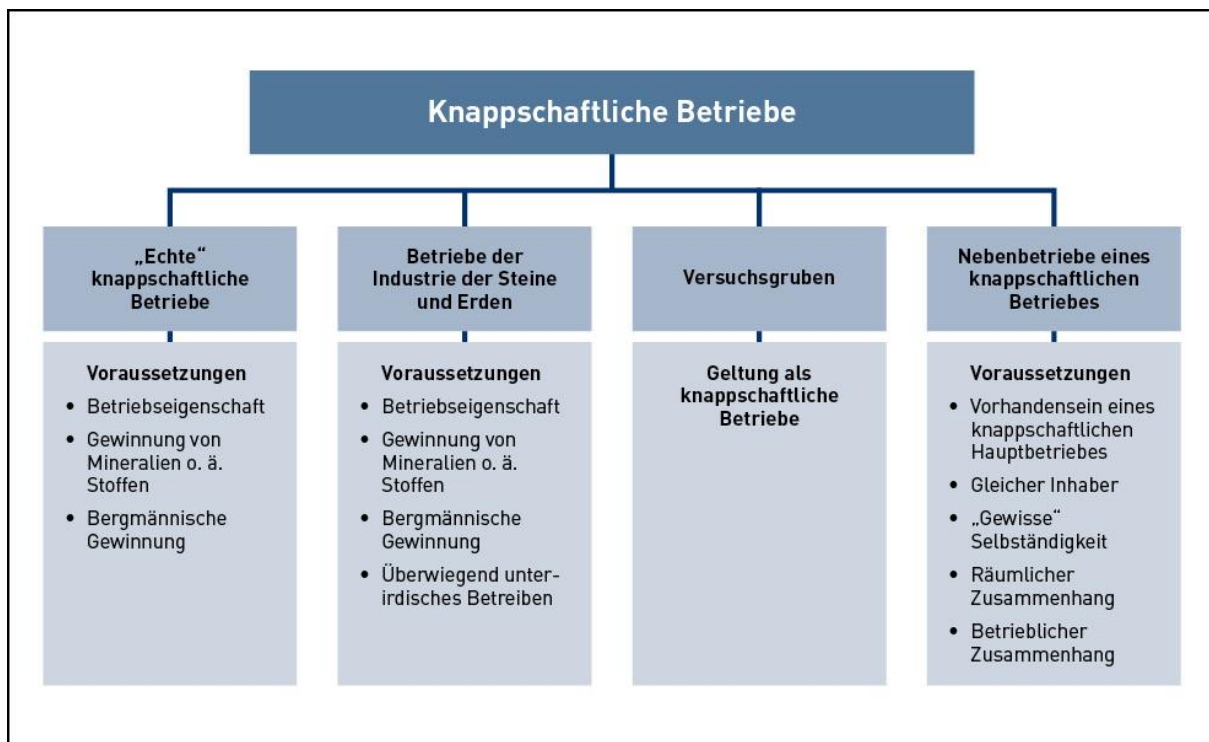 Knappschaftliche Betriebe
„Echte“
knappschaftliche
Betriebe
Voraussetzungen
• Betriebseigenschaft
• Gewinnung von
Mineralien o. ä.
Stoffen
• Bergmännische
Gewinnung
Betriebe der
Industrie der Steine
und Erden
Voraussetzungen
• Betriebseigenschaft
• Gewinnung von
Mineralien o. ä.
Stoffen
• Bergmännische
Gewinnung
• Überwiegend unter-
irdisches Betreiben
Versuchsgruben
Geltung als
knappschaftliche
Betriebe
Nebenbetriebe eines
knappschaftlichen
Betriebes
Voraussetzungen
• Vorhandensein eines
knappschaftlichen
Hauptbetriebes
• Gleicher Inhaber
• „Gewisse“
Selbständigkeit
• Räumlicher
Zusammenhang
• Betrieblicher
Zusammenhang